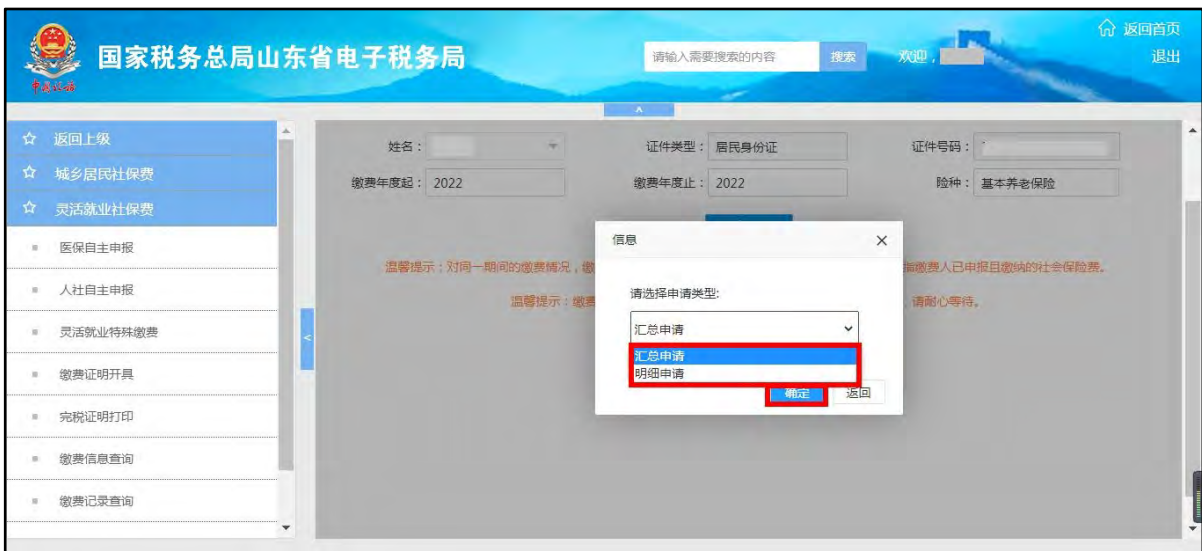 返回首页
国家税务总局山东省电子税务局
请输入需要搜索的内容 搜索 欢迎，
退出
返回上级
城乡居民社保费
灵活就业社保费
医保自主申报
人社自主申报
灵活就业特殊缴费
缴费证明开具
完税证明打印
缴费信息查询
缴费记录查询
姓名： 证件类型： 居民身份证 证件号码：
缴费年度起： 2022 缴费年度止： 2022 险种： 基本养老保险
温馨提示：对同一期间的缴费情况，缴 缴费人已申报且缴纳的社会保险费。
温馨提示：缴费 ，请耐心等待。
信息
请选择申请类型:
汇总申请
汇总申请
明细申请
确定 返回